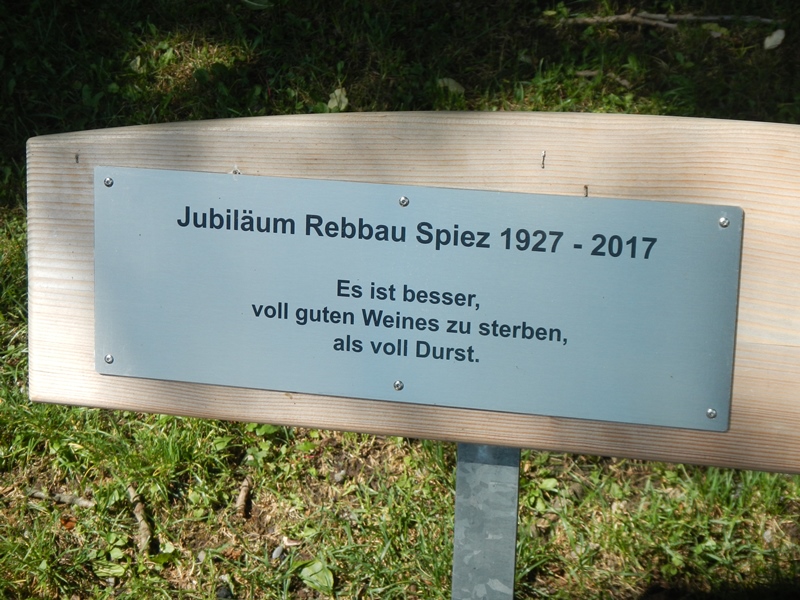 Jubiläum Rebbau Spiez 1927 - 2017
Es ist besser,
voll guten Weines zu sterben,
als voll Durst.